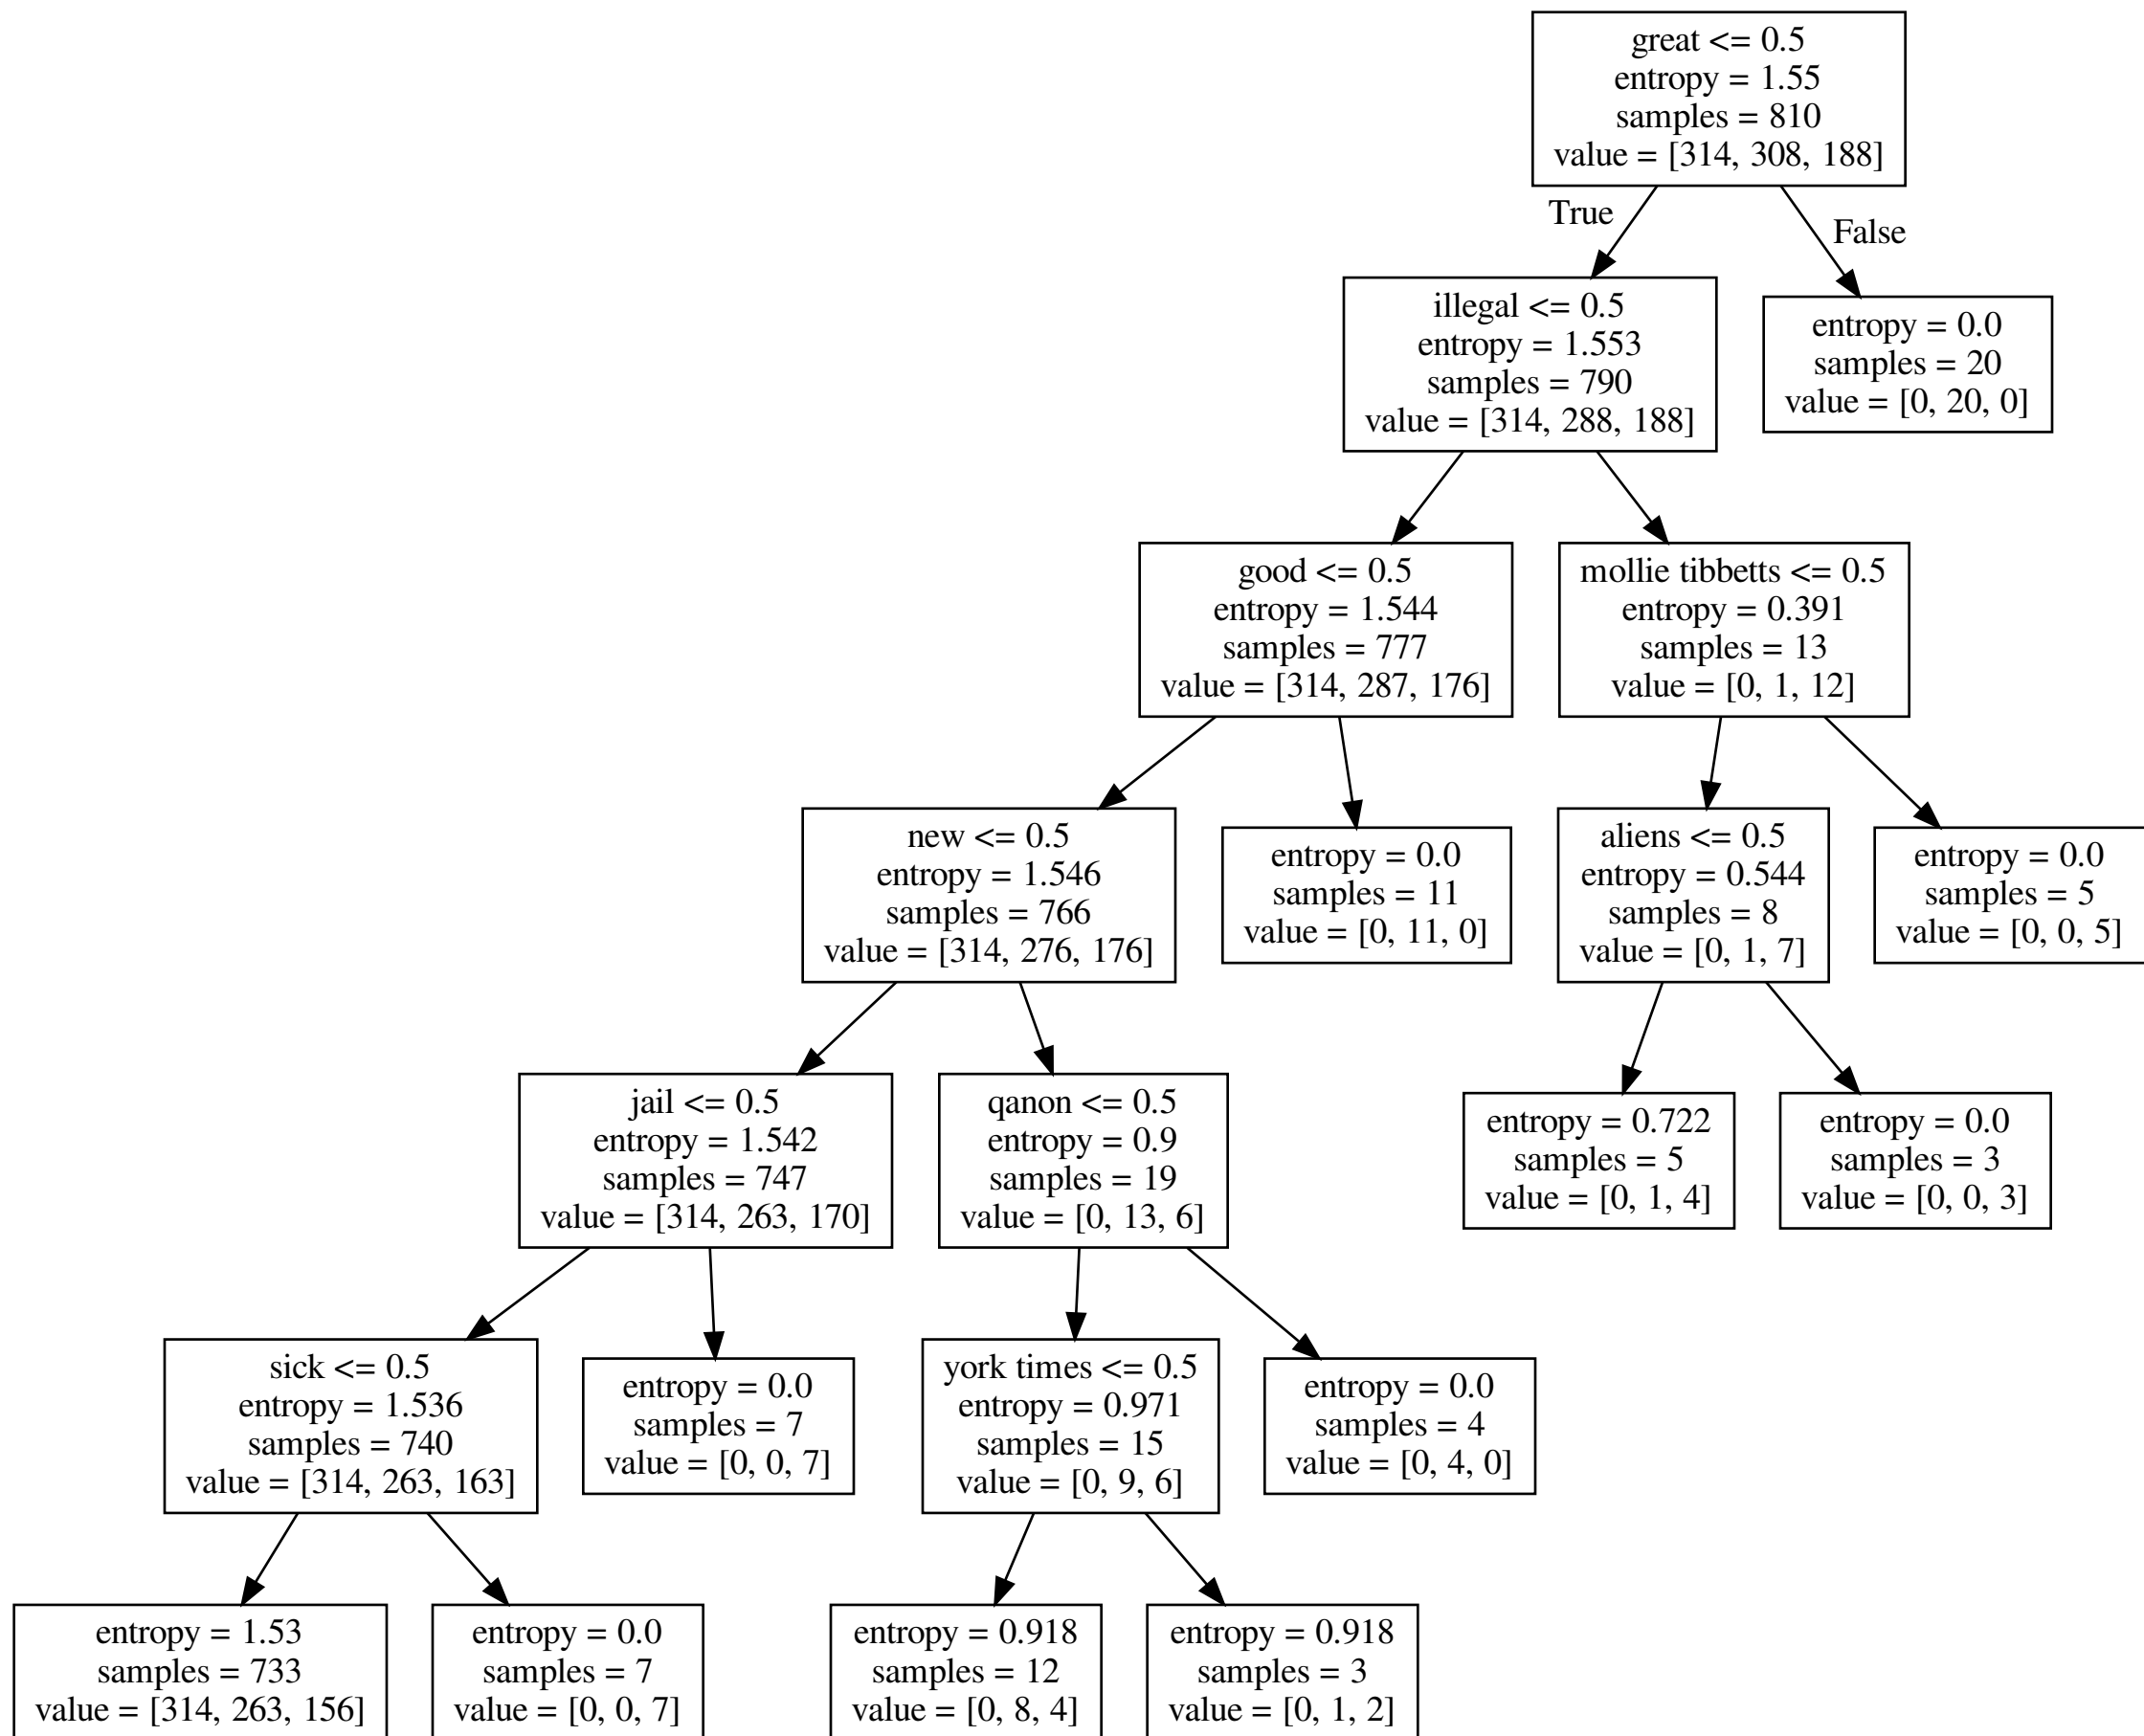 great <= 0.5
entropy = 1.55
samples = 810
value = [314, 308, 188]
True
False
illegal <= 0.5
entropy = 1.553
samples = 790
value = [314, 288, 188]
entropy = 0.0
samples = 20
value = [0, 20, 0]
good <= 0.5
entropy = 1.544
samples = 777
value = [314, 287, 176]
mollie tibbetts <= 0.5
entropy = 0.391
samples = 13
value = [0, 1, 12]
new <= 0.5
entropy = 1.546
samples = 766
value = [314, 276, 176]
entropy = 0.0
samples = 11
value = [0, 11, 0]
aliens <= 0.5
entropy = 0.544
samples = 8
value = [0, 1, 7]
entropy = 0.0
samples = 5
value = [0, 0, 5]
jail <= 0.5
entropy = 1.542
samples = 747
value = [314, 263, 170]
qanon <= 0.5
entropy = 0.9
samples = 19
value = [0, 13, 6]
entropy = 0.722
samples = 5
value = [0, 1, 4]
entropy = 0.0
samples = 3
value = [0, 0, 3]
sick <= 0.5
entropy = 1.536
samples = 740
value = [314, 263, 163]
entropy = 0.0
samples = 7
value = [0, 0, 7]
york times <= 0.5
entropy = 0.971
samples = 15
value = [0, 9, 6]
entropy = 0.0
samples = 4
value = [0, 4, 0]
entropy = 1.53
samples = 733
value = [314, 263, 156]
entropy = 0.0
samples = 7
value = [0, 0, 7]
entropy = 0.918
samples = 12
value = [0, 8, 4]
entropy = 0.918
samples = 3
value = [0, 1, 2]